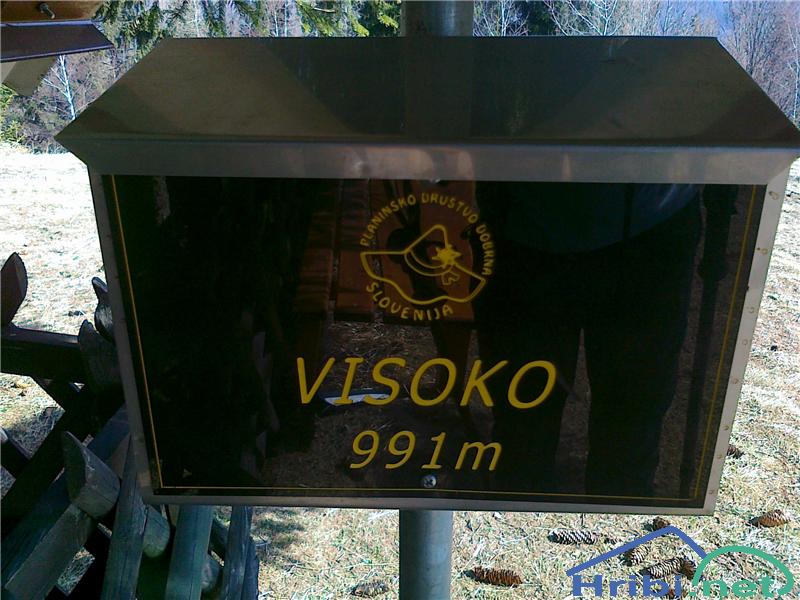 PLANINSKO DRUŠTVO DOBRNA
SLOVENIJA
VISOKO
991m
Hribi.net